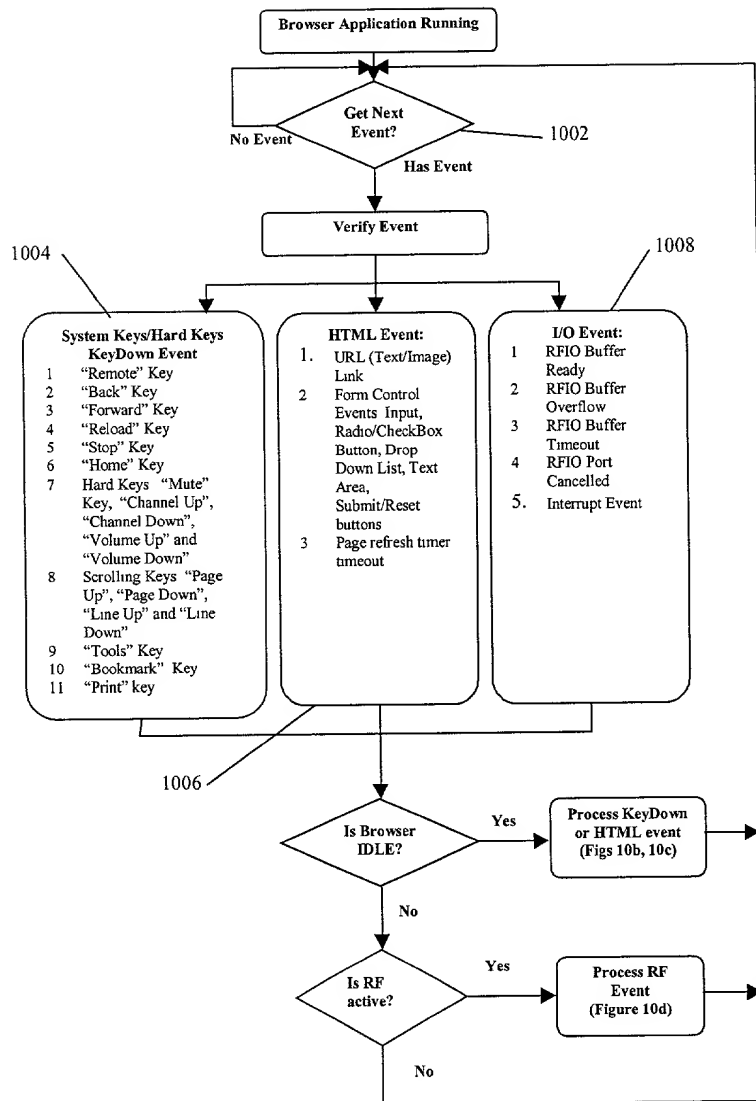 Browser Application Running
Get Next
Event?
1002
No Event
Has Event
Verify Event
1004
1008
System Keys/Hard Keys
KeyDown Event
1 "Remote" Key
2 "Back" Key
3 "Forward" Key
4 "Reload" Key
5 "Stop" Key
6 "Home" Key
7 Hard Keys "Mute"
Key, "Channel Up",
"Channel Down",
"Volume Up" and
"Volume Down"
8 Scrolling Keys "Page
Up", "Page Down",
"Line Up" and "Line
Down"
9 "Tools" Key
10 "Bookmark" Key
11 "Print" key
HTML Event:
1. URL (Text/Image)
Link
2 Form Control
Events Input,
Radio/CheckBox
Button, Drop
Down List, Text
Area,
Submit/Reset
buttons
3 Page refresh timer
timeout
I/O Event:
1 RFIO Buffer
Ready
2 RFIO Buffer
Overflow
3 RFIO Buffer
Timeout
4 RFIO Port
Cancelled
5. Interrupt Event
1006
Is Browser
IDLE?
Yes
Process KeyDown
or HTML event
(Figs 10b, 10c)
No
Is RF
active?
Yes
Process RF
Event
(Figure 10d)
No